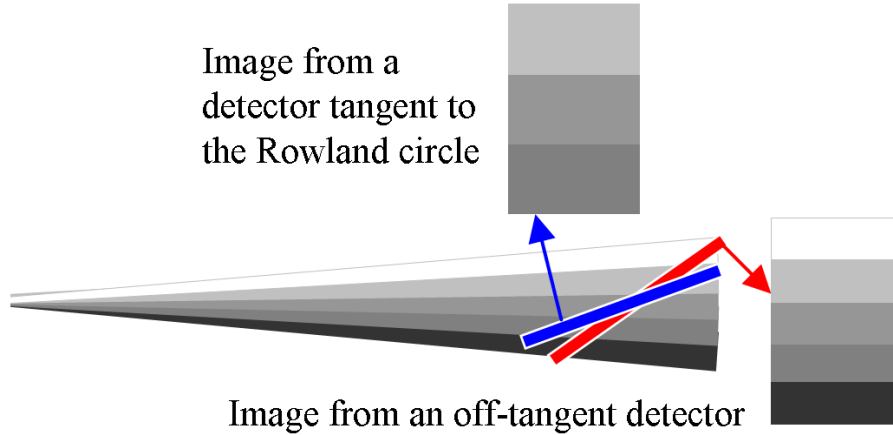 Image from a
detector tangent to
the Rowland circle
Image from an off-tangent detector